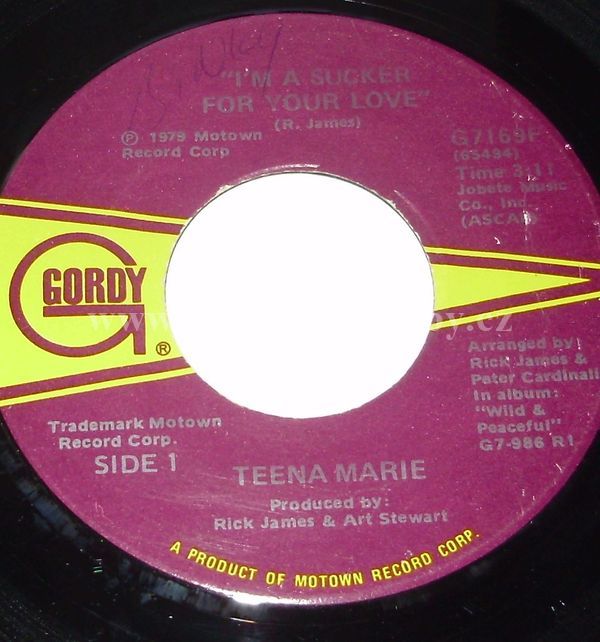 "I'M A SUCKER
FOR YOUR LOVE"
(R. James)
Ⓟ 1979 Motown
Record Corp
G7169F
(65494)
Time 3:11
Jobete Music
Co., Inc.
(ASCAP)
GORDY
®
Arranged by
Rick James &
Peter Cardinali
In album:
"Wild &
Peaceful"
G7-986 R1
Trademark Motown
Record Corp.
SIDE 1
TEENA MARIE
Produced by:
Rick James & Art Stewart
A PRODUCT OF MOTOWN RECORD CORP.